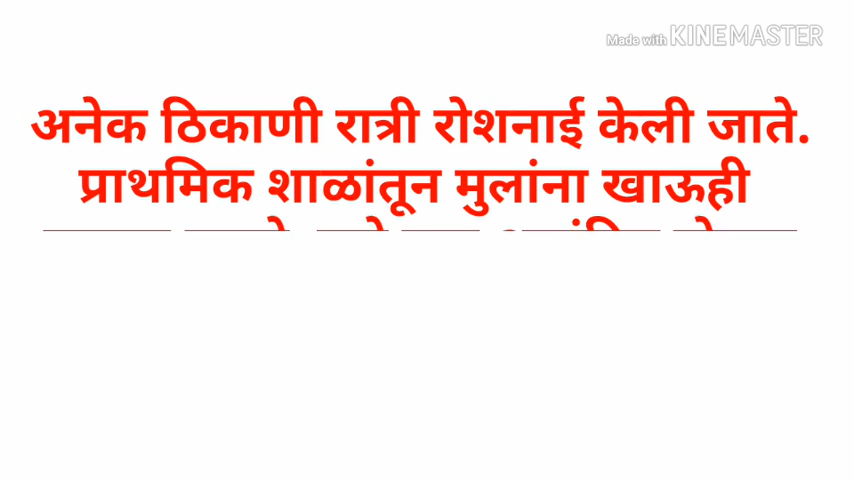 Made with KINEMASTER
अनेक ठिकाणी रात्री रोशनाई केली जाते.
प्राथमिक शाळांतून मुलांना खाऊही